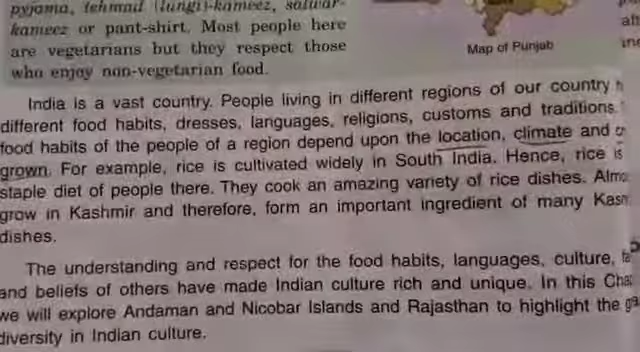 pyjama, tehmad (lungi)-kameez, salwar-
kameez or pant-shirt. Most people here
are vegetarians but they respect those
who enjoy non-vegetarian food.
Map of Punjab
India is a vast country. People living in different regions of our country
different food habits, dresses, languages, religions, customs and traditions.
food habits of the people of a region depend upon the location, climate and
grown. For example, rice is cultivated widely in South India. Hence, rice is
staple diet of people there. They cook an amazing variety of rice dishes.
grow in Kashmir and therefore, form an important ingredient of many
dishes.
The understanding and respect for the food habits, languages, culture,
and beliefs of others have made Indian culture rich and unique. In this
we will explore Andaman and Nicobar Islands and Rajasthan to highlight the
diversity in Indian culture.